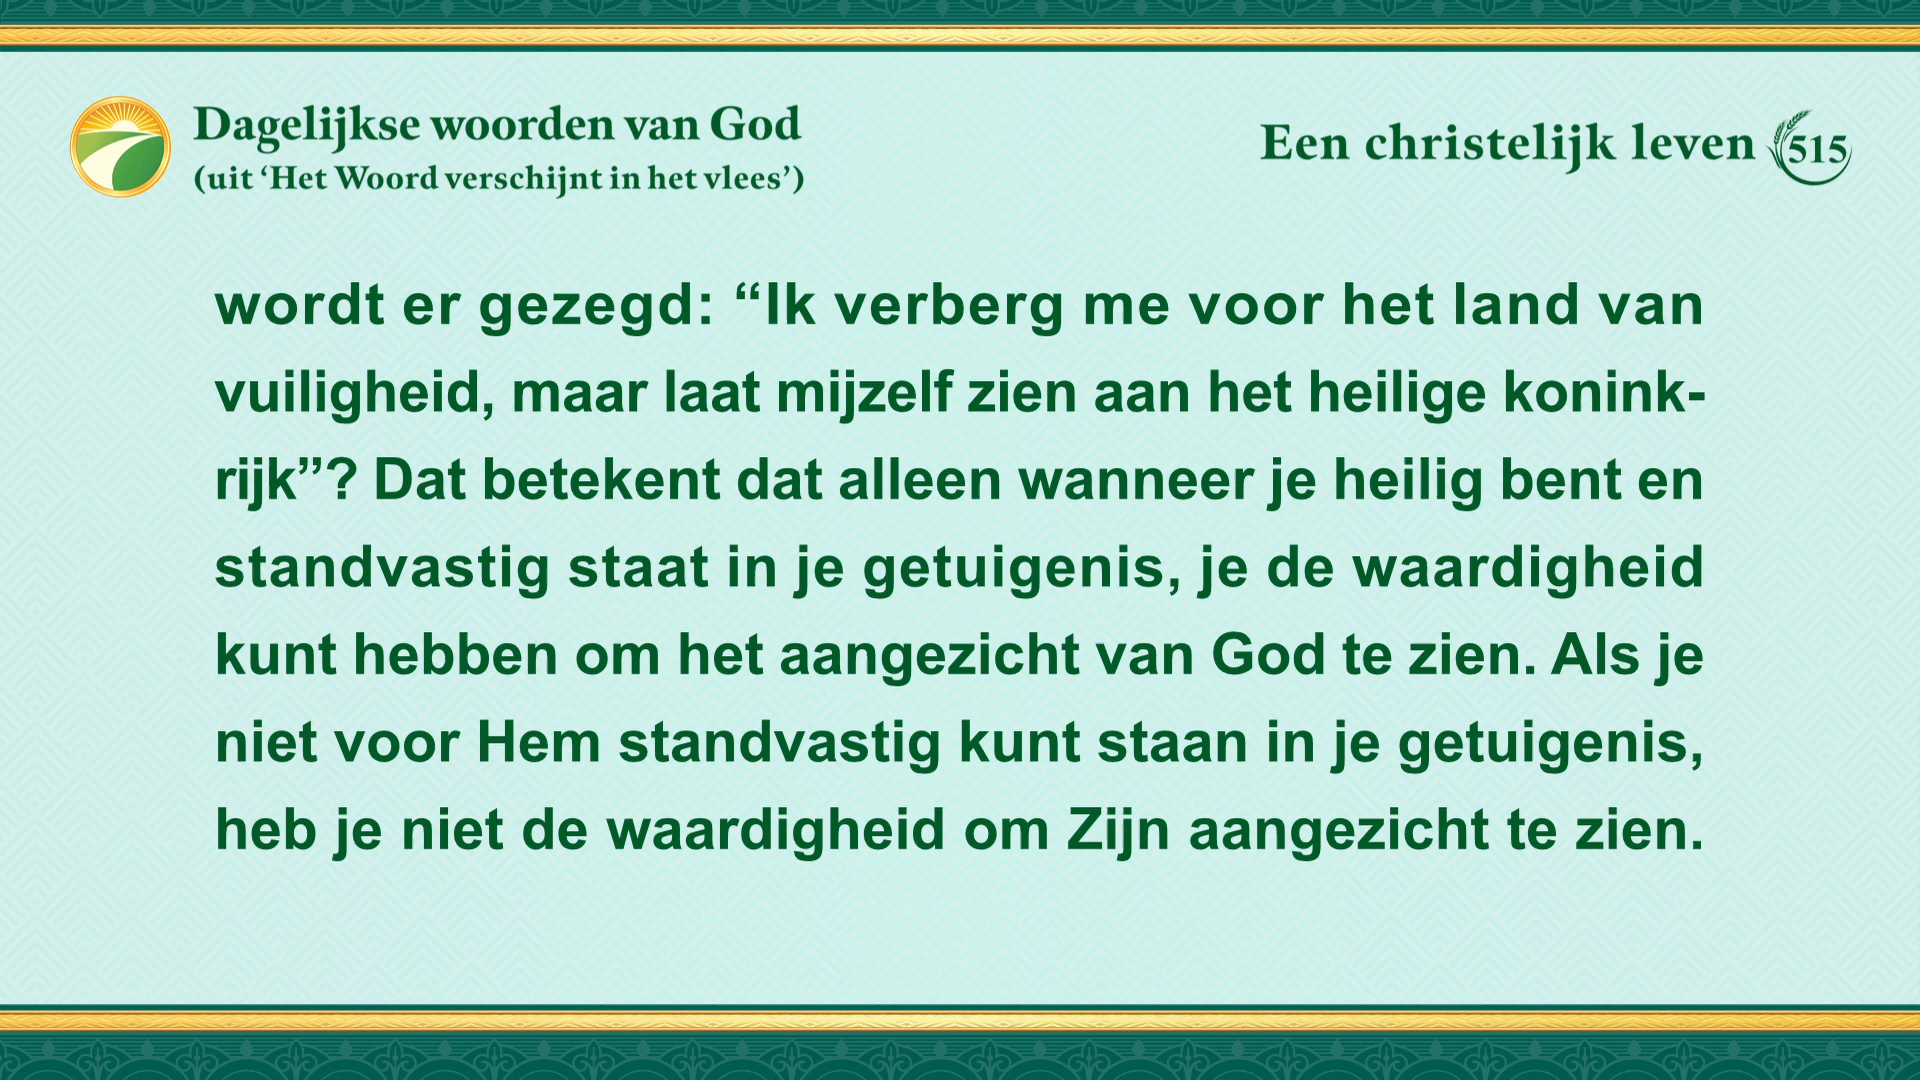 Dagelijkse woorden van God
(uit ‘Het Woord verschijnt in het vlees’)
Een christelijk leven 515
wordt er gezegd: “Ik verberg me voor het land van
vuiligheid, maar laat mijzelf zien aan het heilige konink-
rijk”? Dat betekent dat alleen wanneer je heilig bent en
standvastig staat in je getuigenis, je de waardigheid
kunt hebben om het aangezicht van God te zien. Als je
niet voor Hem standvastig kunt staan in je getuigenis,
heb je niet de waardigheid om Zijn aangezicht te zien.